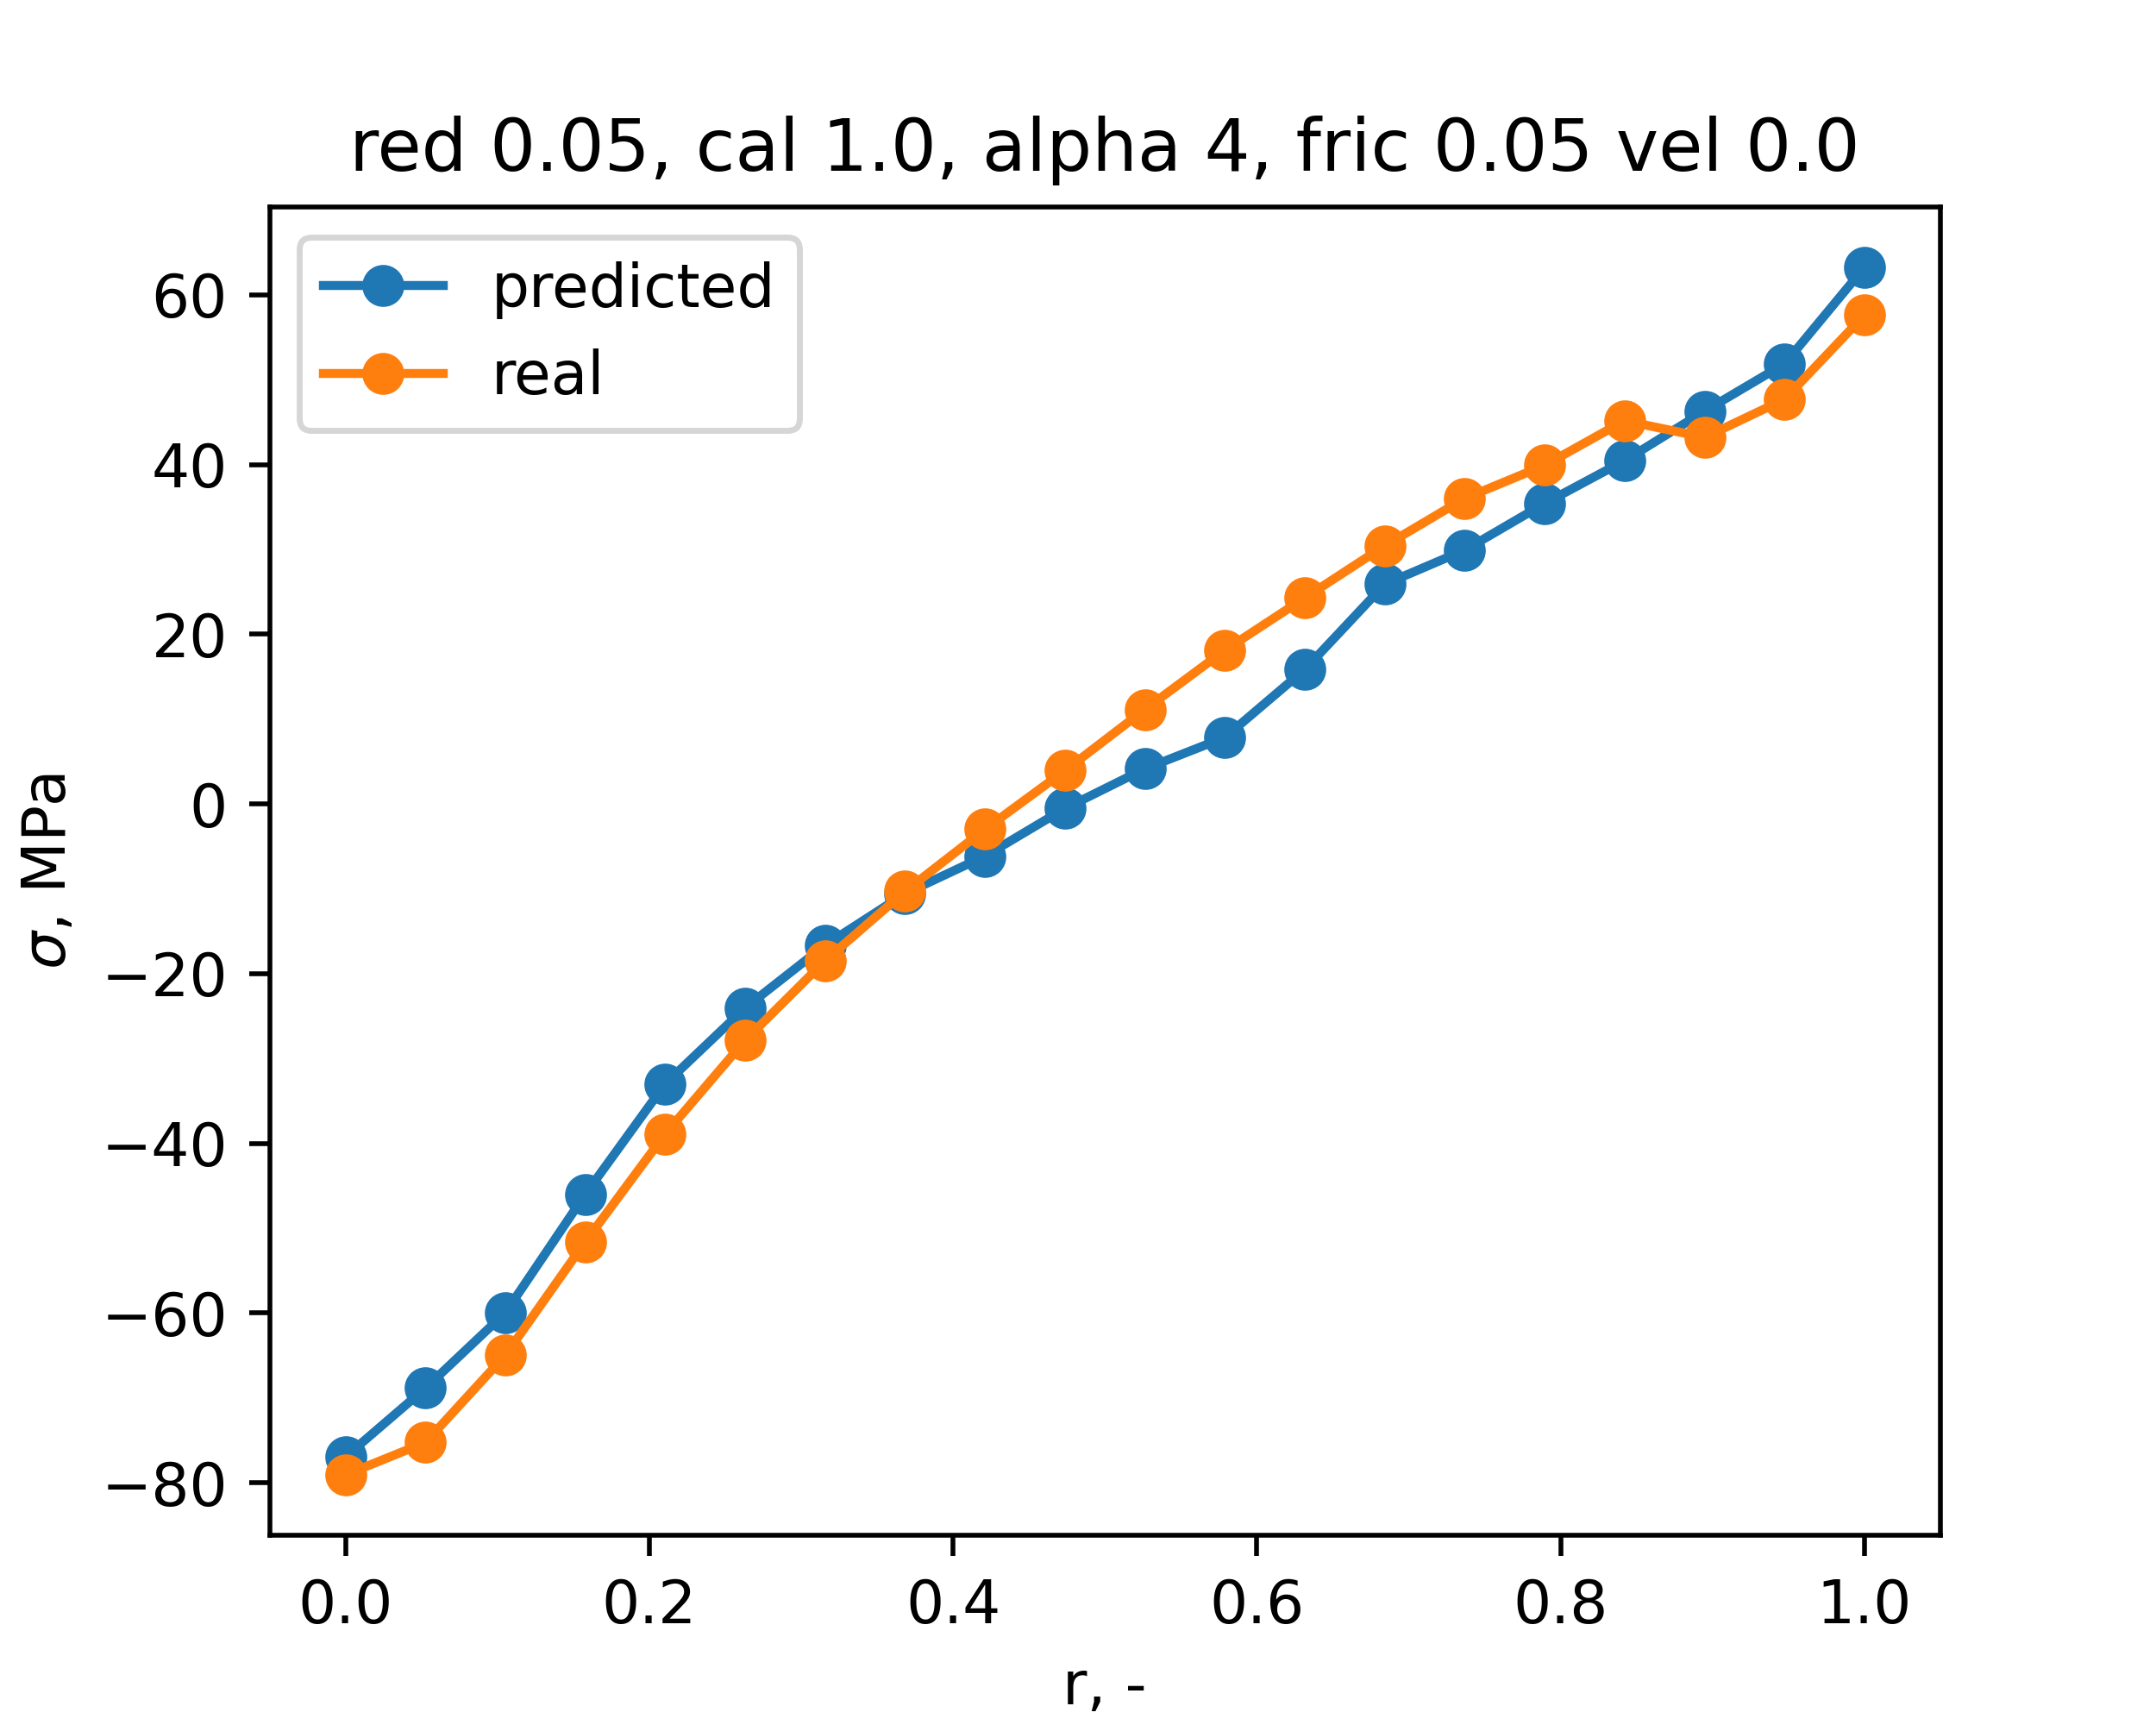 red 0.05, cal 1.0, alpha 4, fric 0.05 vel 0.0
predicted
real
60
40
20
0
−20
−40
−60
−80
σ, MPa
0.0 0.2 0.4 0.6 0.8 1.0
r, -